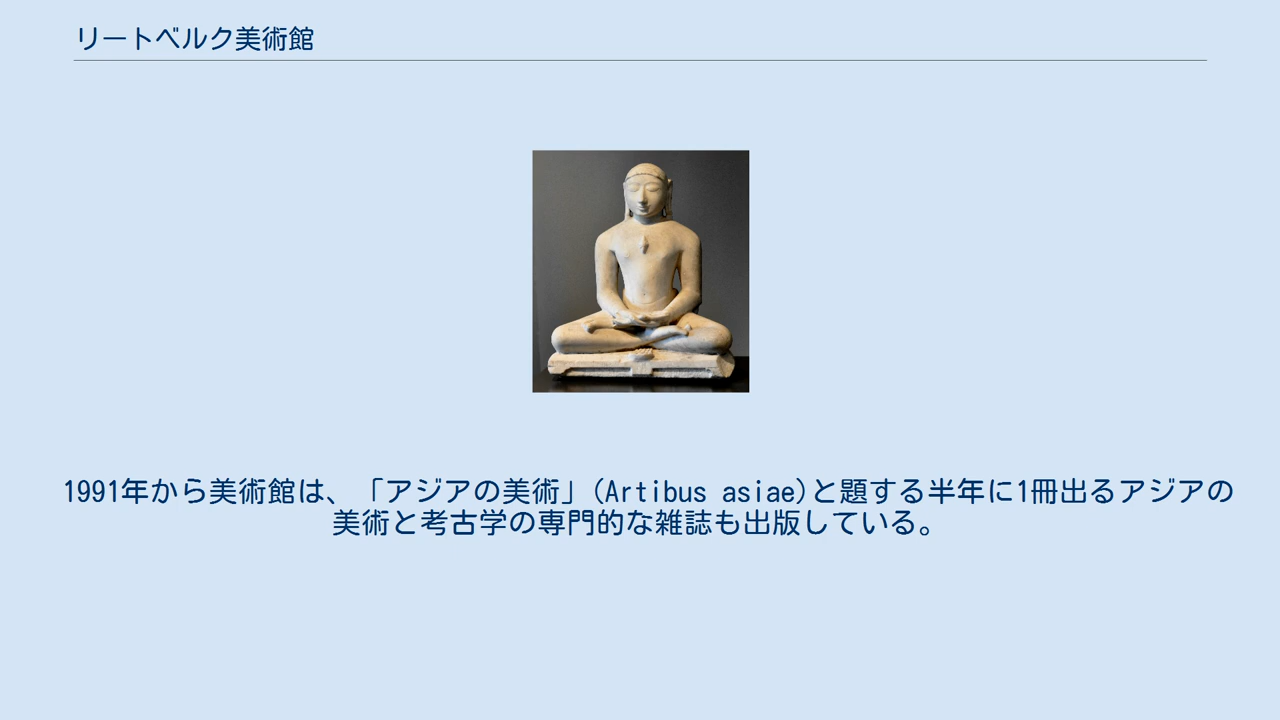 リートベルク美術館
1991年から美術館は、「アジアの美術」(Artibus asiae)と題する半年に1冊出るアジアの
美術と考古学の専門的な雑誌も出版している。